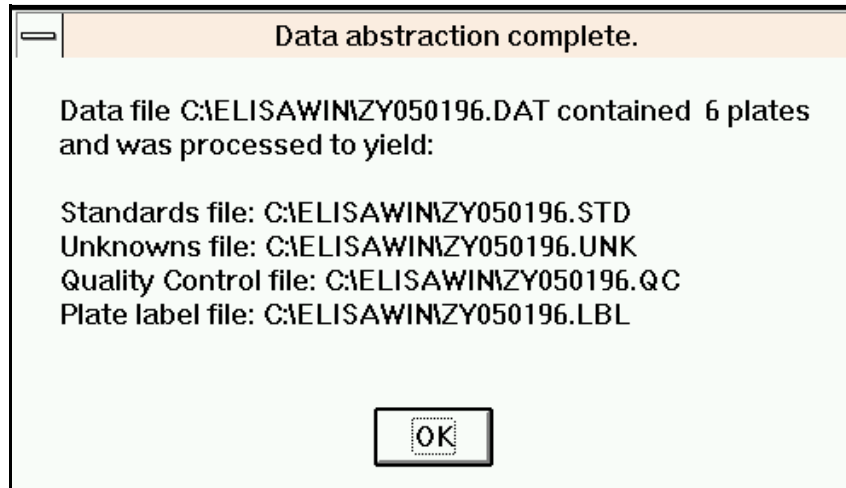 Data abstraction complete.
Data file C:\ELISAWIN\ZY050196.DAT contained  6 plates
and was processed to yield:
Standards file: C:\ELISAWIN\ZY050196.STD
Unknowns file: C:\ELISAWIN\ZY050196.UNK
Quality Control file: C:\ELISAWIN\ZY050196.QC
Plate label file: C:\ELISAWIN\ZY050196.LBL
OK